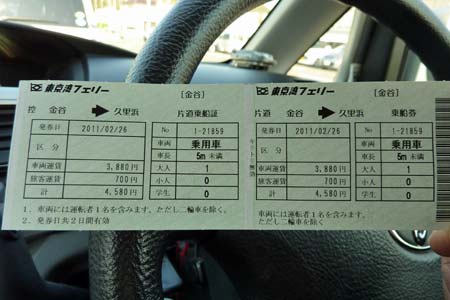 東京湾フェリー [金谷]
控 金谷 → 久里浜 片道乗船証
発券日 2011/02/26 No 1-21859
区分 車両 乗用車
車長 5m 未満
車両運賃 3,880円 大人 1
旅客運賃 700円 小人 0
計 4,580円 学生 0
1. 車両には運転者1名を含みます。ただし二輪車を除く。
2. 発券日共2日間有効
東京湾フェリー [金谷]
金谷 → 久里浜 片道乗船券
発券日 2011/02/26 No 1-21859
区分 車両 乗用車
車長 5m 未満
車両運賃 3,880円 大人 1
旅客運賃 700円 小人 0
計 4,580円 学生 0
車両には運転者1名を含みます。ただし二輪車を除く